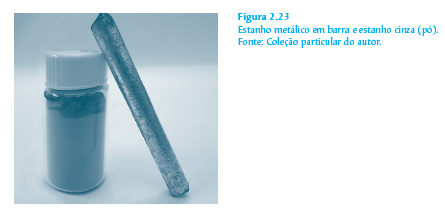 Figura 2.23
Estanho metálico em barra e estanho cinza (pó).
Fonte: Coleção particular do autor.